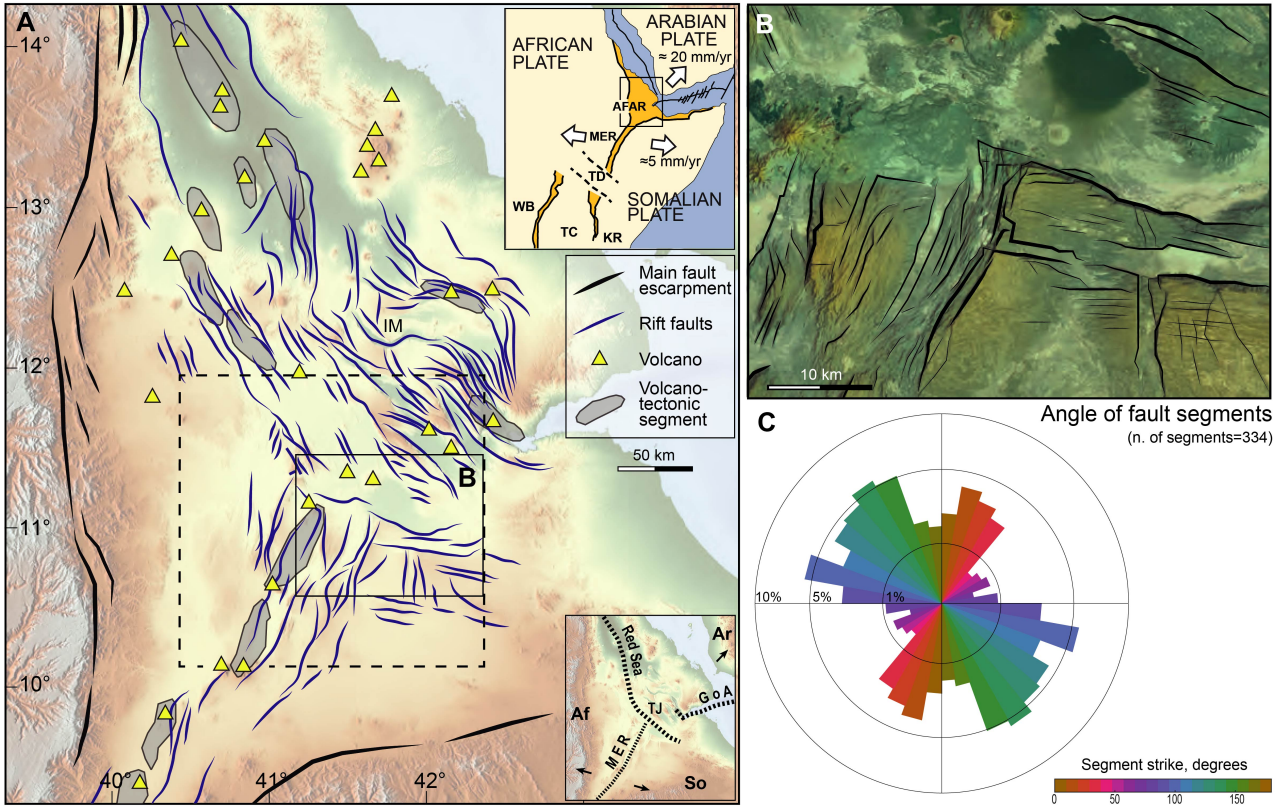 A
14°
13°
12°
11°
10°
40°
41°
42°
IM
B
AFRICAN
PLATE
ARABIAN
PLATE
≈ 20 mm/yr
AFAR
MER
≈5 mm/yr
TD
SOMALIAN
PLATE
WB
TC
KR
Main fault
escarpment
Rift faults
Volcano
Volcano-
tectonic
segment
50 km
Red Sea
Ar
GoA
TJ
Af
MER
So
B
10 km
C
Angle of fault segments
(n. of segments=334)
10%
5%
1%
Segment strike, degrees
0
50
100
150